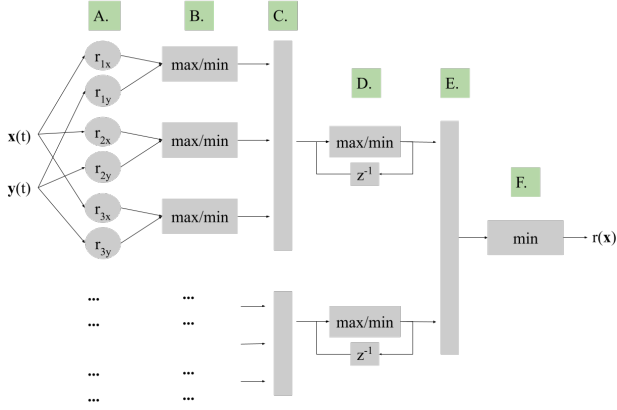 A.
B.
C.
D.
E.
F.
x(t)
y(t)
r1x
r1y
r2x
r2y
r3x
r3y
max/min
max/min
max/min
max/min
z-1
min
r(x)
... ...
... ...
... ...
... ...
max/min
z-1